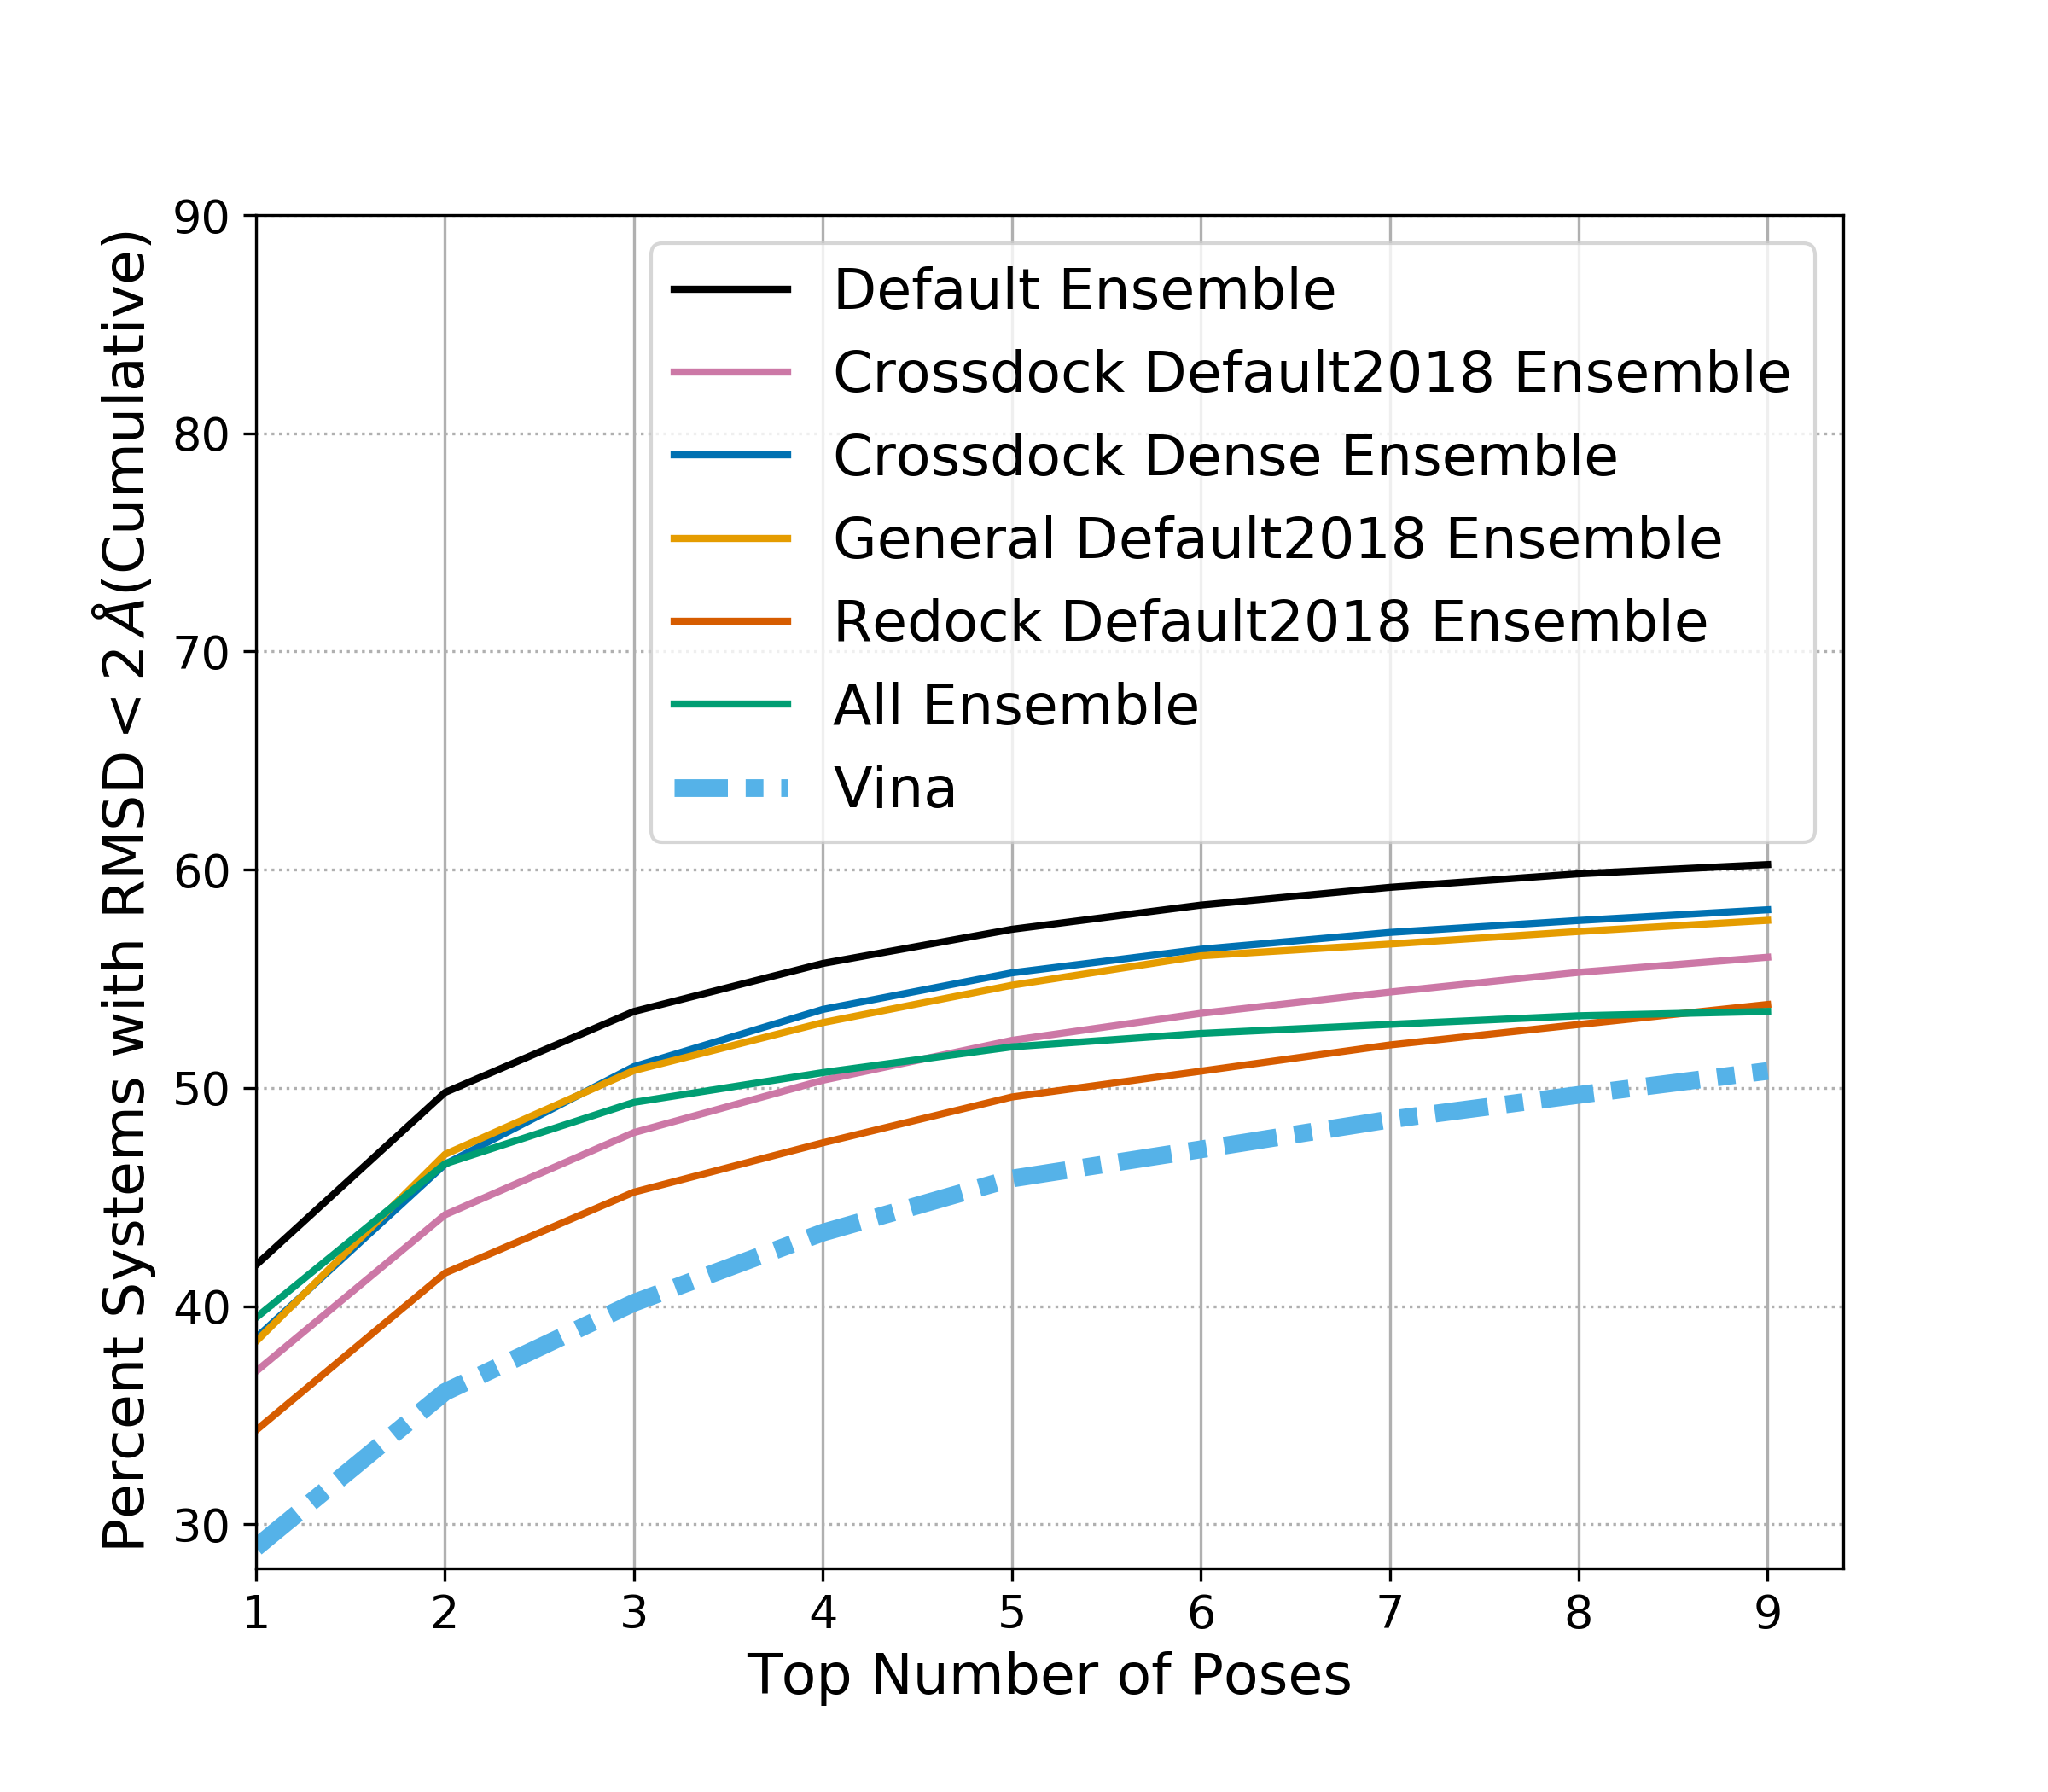 Percent Systems with RMSD < 2 Å(Cumulative)
90
80
70
60
50
40
30
Default Ensemble
Crossdock Default2018 Ensemble
Crossdock Dense Ensemble
General Default2018 Ensemble
Redock Default2018 Ensemble
All Ensemble
Vina
1 2 3 4 5 6 7 8 9
Top Number of Poses